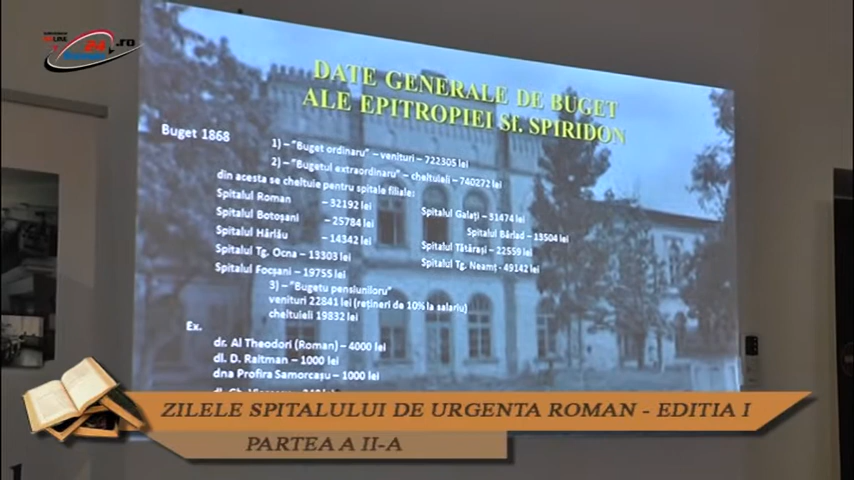 24.ro
DATE GENERALE DE BUGET
ALE EPITROPIEI Sf. SPIRIDON
Buget 1868
1) – "Buget ordinaru" – venituri – 722305 lei
2) – "Bugetul extraordinaru" – cheltuieli – 740272 lei
din acesta se cheltuie pentru spitale filiale:
Spitalul Roman – 32192 lei
Spitalul Galați – 31474 lei
Spitalul Botoșani – 25784 lei
Spitalul Bârlad – 13504 lei
Spitalul Hârlău – 14342 lei
Spitalul Tătărași – 22559 lei
Spitalul Tg. Ocna – 13303 lei
Spitalul Tg. Neamț - 49142 lei
Spitalul Focșani – 19755 lei
3) – "Bugetu pensiuniloru"
venituri 22841 lei (rețineri de 10% la salariu)
cheltuieli 19832 lei
Ex.
dr. Al Theodori (Roman) – 4000 lei
dl. D. Raitman – 1000 lei
dna Profira Samorcașu – 1000 lei
ZILELE SPITALULUI DE URGENTA ROMAN - EDITIA I
PARTEA A II-A